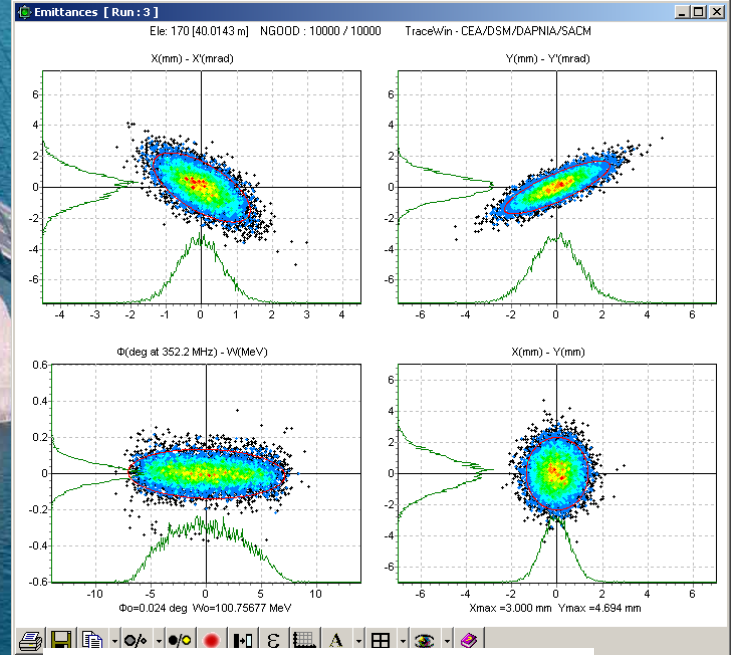 Emittances [ Run : 3 ]
Ele: 170 [40.0143 m] NGOOD : 10000 / 10000 TraceWin - CEA/DSM/DAPNIA/SACM
X(mm) - X'(mrad)
Y(mm) - Y'(mrad)
6
4
2
0
-2
-4
-6
-4 -3 -2 -1 0 1 2 3 4
6
4
2
0
-2
-4
-6
-6 -4 -2 0 2 4 6
Φ(deg at 352.2 MHz) - W(MeV)
X(mm) - Y(mm)
0.6
0.4
0.2
0
-0.2
-0.4
-0.6
-10 -5 0 5 10
Φo=0.024 deg Wo=100.75677 MeV
6
4
2
0
-2
-4
-6
-6 -4 -2 0 2 4 6
Xmax =3.000 mm Ymax =4.694 mm
ε A